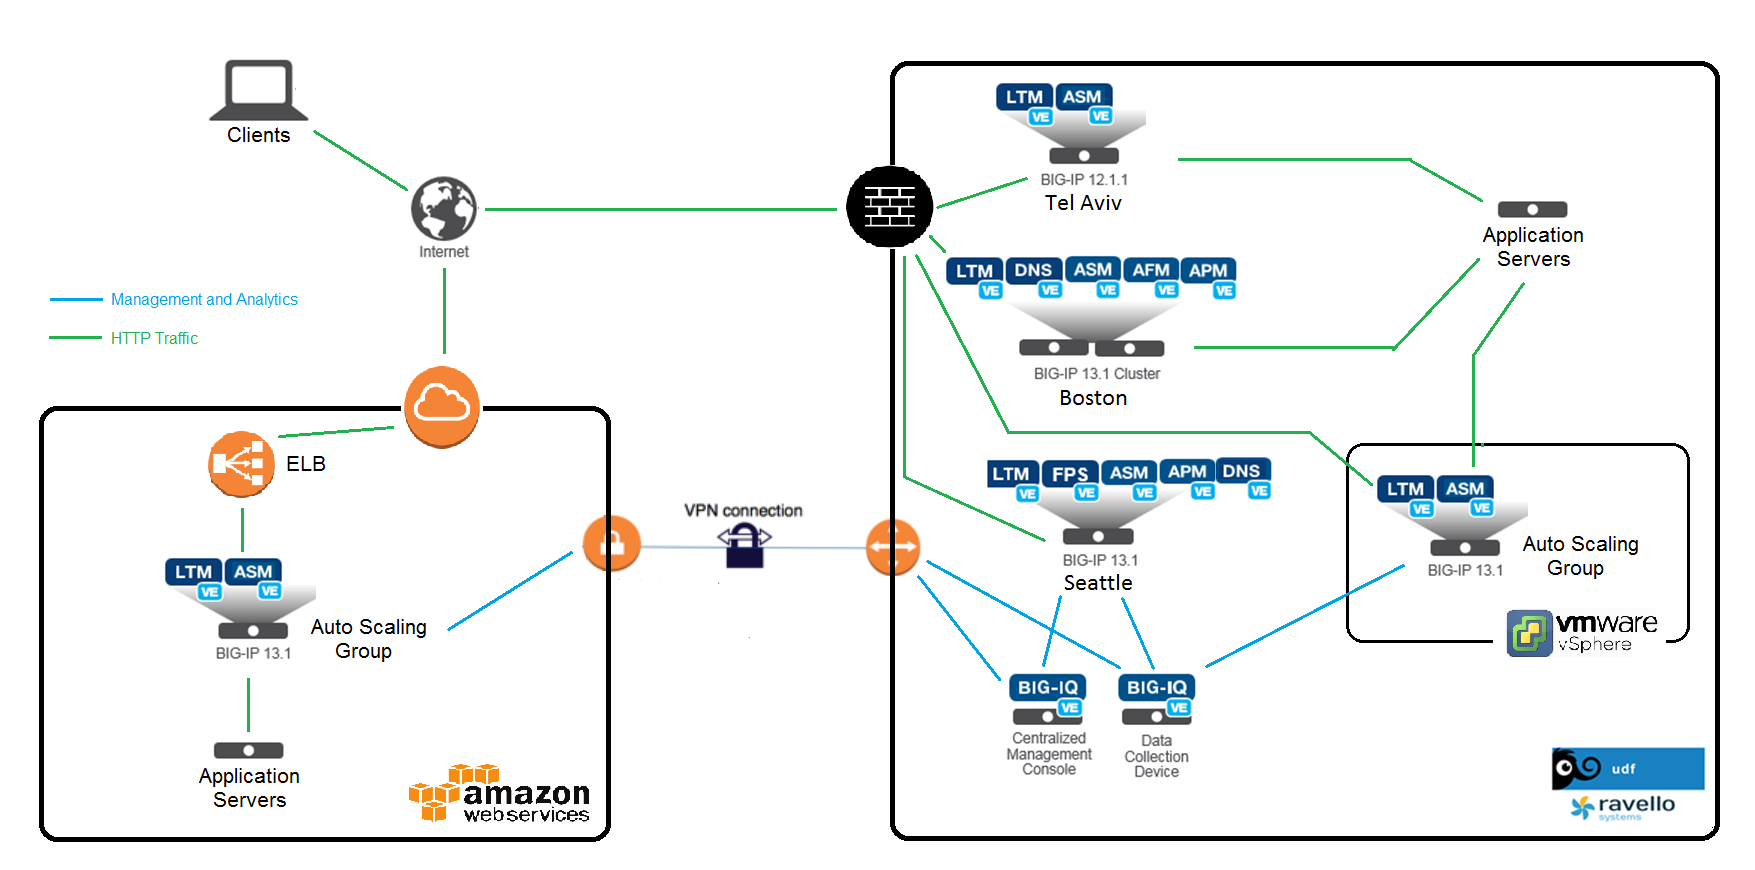 Clients
Internet
Management and Analytics
HTTP Traffic
LTM ASM
VE VE
BIG-IP 12.1.1
Tel Aviv
LTM DNS ASM AFM APM
VE VE VE VE VE
BIG-IP 13.1 Cluster
Boston
Application
Servers
ELB
LTM ASM
VE VE
BIG-IP 13.1
Auto Scaling
Group
Application
Servers
amazon
webservices
VPN connection
LTM FPS ASM APM DNS
VE VE VE VE VE
BIG-IP 13.1
Seattle
LTM ASM
VE VE
BIG-IP 13.1
Auto Scaling
Group
vmware
vSphere
BIG-IQ
VE
Centralized
Management
Console
BIG-IQ
VE
Data
Collection
Device
udf
ravello
systems